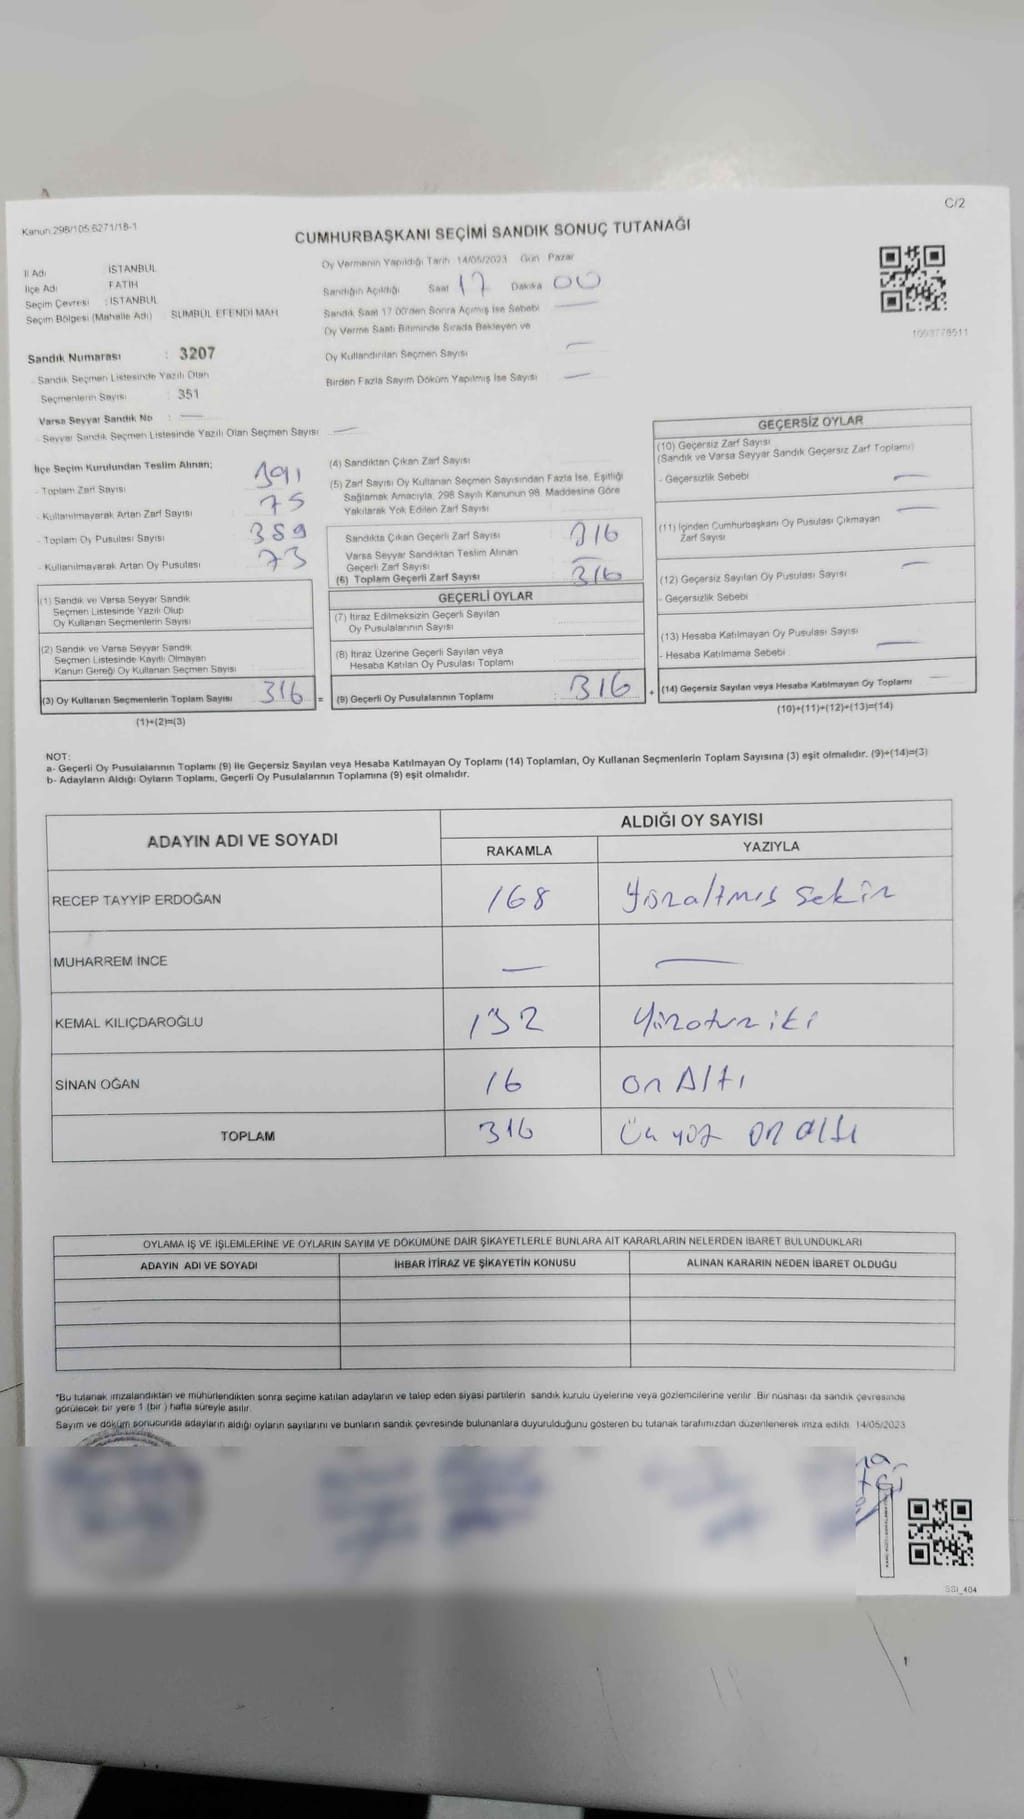 C/2
Kanun 298/105,6271/18-1
CUMHURBAŞKANI SEÇİMİ SANDIK SONUÇ TUTANAĞI
İl Adı : İSTANBUL
İlçe Adı : FATİH
Seçim Çevresi : İSTANBUL
Seçim Bölgesi (Mahalle Adı) : SÜMBÜL EFENDİ MAH
Sandık Numarası : 3207
- Sandık Seçmen Listesinde Yazılı Olan
Seçmenlerin Sayısı : 351
Varsa Seyyar Sandık No : —
- Seyyar Sandık Seçmen Listesinde Yazılı Olan Seçmen Sayısı —
Oy Vermenin Yapıldığı Tarih 14/05/2023 Gün Pazar
Sandığın Açıldığı Saat 17 Dakika 00
Sandık Saat 17.00'den Sonra Açılmış İse Sebebi —
Oy Verme Saati Bitiminde Sırada Bekleyen ve
Oy Kullandırılan Seçmen Sayısı —
Birden Fazla Sayım Döküm Yapılmış İse Sayısı —
1093778511
İlçe Seçim Kurulundan Teslim Alınan;
- Toplam Zarf Sayısı 391
- Kullanılmayarak Artan Zarf Sayısı 75
- Toplam Oy Pusulası Sayısı 389
- Kullanılmayarak Artan Oy Pusulası 73
(1) Sandık ve Varsa Seyyar Sandık
Seçmen Listesinde Yazılı Olup
Oy Kullanan Seçmenlerin Sayısı
(2) Sandık ve Varsa Seyyar Sandık
Seçmen Listesinde Kayıtlı Olmayan
Kanun Gereği Oy Kullanan Seçmen Sayısı
(3) Oy Kullanan Seçmenlerin Toplam Sayısı 316 =
(1)+(2)=(3)
(4) Sandıktan Çıkan Zarf Sayısı
(5) Zarf Sayısı Oy Kullanan Seçmen Sayısından Fazla İse, Eşitliği
Sağlamak Amacıyla, 298 Sayılı Kanunun 98. Maddesine Göre
Yakılarak Yok Edilen Zarf Sayısı
Sandıkta Çıkan Geçerli Zarf Sayısı 316
Varsa Seyyar Sandıktan Teslim Alınan
Geçerli Zarf Sayısı —
(6) Toplam Geçerli Zarf Sayısı 316
GEÇERLİ OYLAR
(7) İtiraz Edilmeksizin Geçerli Sayılan
Oy Pusulalarının Sayısı
(8) İtiraz Üzerine Geçerli Sayılan veya
Hesaba Katılan Oy Pusulası Toplamı
(9) Geçerli Oy Pusulalarının Toplamı 316 +
GEÇERSİZ OYLAR
(10) Geçersiz Zarf Sayısı
(Sandık ve Varsa Seyyar Sandık Geçersiz Zarf Toplamı)
- Geçersizlik Sebebi —
(11) İçinden Cumhurbaşkanı Oy Pusulası Çıkmayan —
Zarf Sayısı
(12) Geçersiz Sayılan Oy Pusulası Sayısı —
- Geçersizlik Sebebi
(13) Hesaba Katılmayan Oy Pusulası Sayısı
- Hesaba Katılmama Sebebi —
(14) Geçersiz Sayılan veya Hesaba Katılmayan Oy Toplamı —
(10)+(11)+(12)+(13)=(14)
NOT:
a- Geçerli Oy Pusulalarının Toplamı (9) ile Geçersiz Sayılan veya Hesaba Katılmayan Oy Toplamı (14) Toplamları, Oy Kullanan Seçmenlerin Toplam Sayısına (3) eşit olmalıdır. (9)+(14)=(3)
b- Adayların Aldığı Oyların Toplamı, Geçerli Oy Pusulalarının Toplamına (9) eşit olmalıdır.
ADAYIN ADI VE SOYADI
ALDIĞI OY SAYISI
RAKAMLA YAZIYLA
RECEP TAYYİP ERDOĞAN 168 Yüzaltmış sekiz
MUHARREM İNCE — —
KEMAL KILIÇDAROĞLU 132 Yüzotuz iki
SİNAN OĞAN 16 on Altı
TOPLAM 316 Üç yüz on altı
OYLAMA İŞ VE İŞLEMLERİNE VE OYLARIN SAYIM VE DÖKÜMÜNE DAİR ŞİKAYETLERLE BUNLARA AİT KARARLARIN NELERDEN İBARET BULUNDUKLARI
ADAYIN ADI VE SOYADI İHBAR İTİRAZ VE ŞİKAYETİN KONUSU ALINAN KARARIN NEDEN İBARET OLDUĞU
*Bu tutanak imzalandıktan ve mühürlendikten sonra seçime katılan adayların ve talep eden siyasi partilerin sandık kurulu üyelerine veya gözlemcilerine verilir. Bir nüshası da sandık çevresinde
görülecek bir yere 1 (bir ) hafta süreyle asılır.
Sayım ve döküm sonucunda adayların aldığı oyların sayılarını ve bunların sandık çevresinde bulunanlara duyurulduğunu gösteren bu tutanak tarafımızdan düzenlenerek imza edildi. 14/05/2023
SSI_404